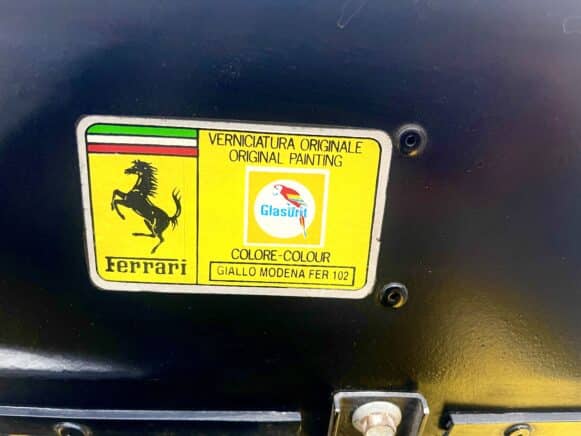 VERNICIATURA ORIGINALE
ORIGINAL PAINTING
Glasurit
COLORE-COLOUR
GIALLO MODENA FER 102
Ferrari